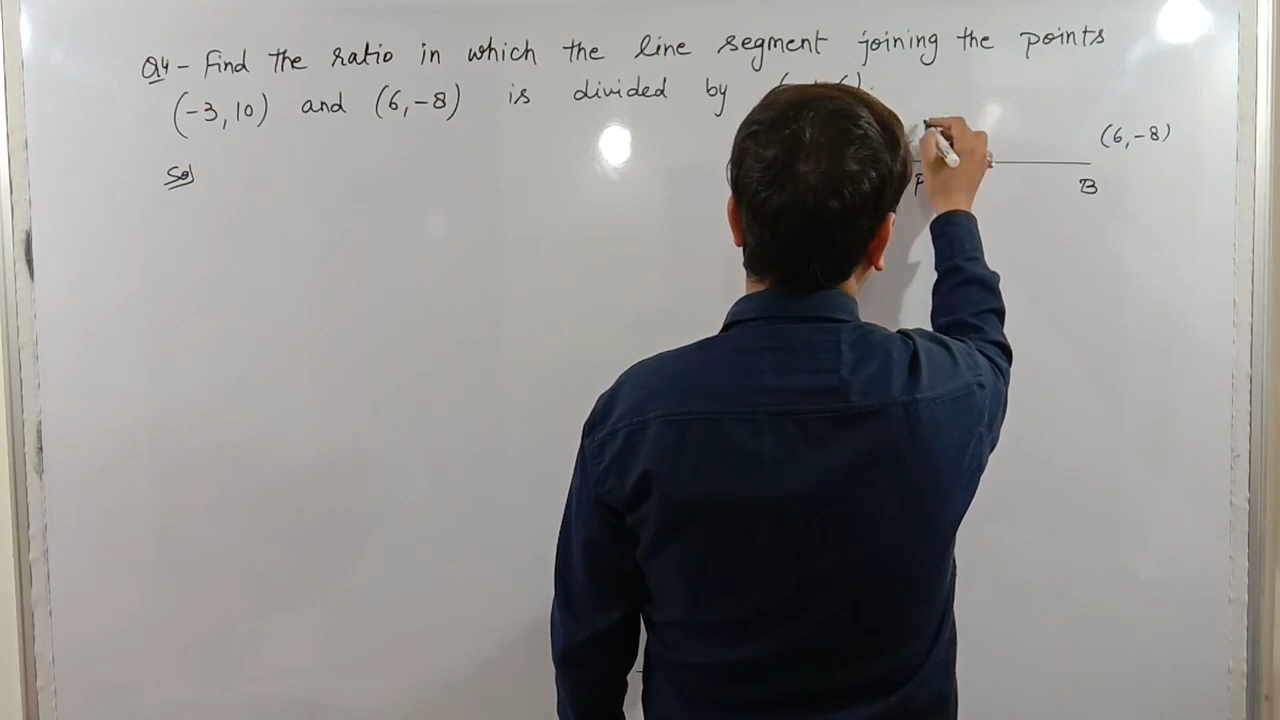 Q4 - Find the ratio in which the line segment joining the points
(-3, 10) and (6, -8) is divided by
(6, -8)
Sol
P
B